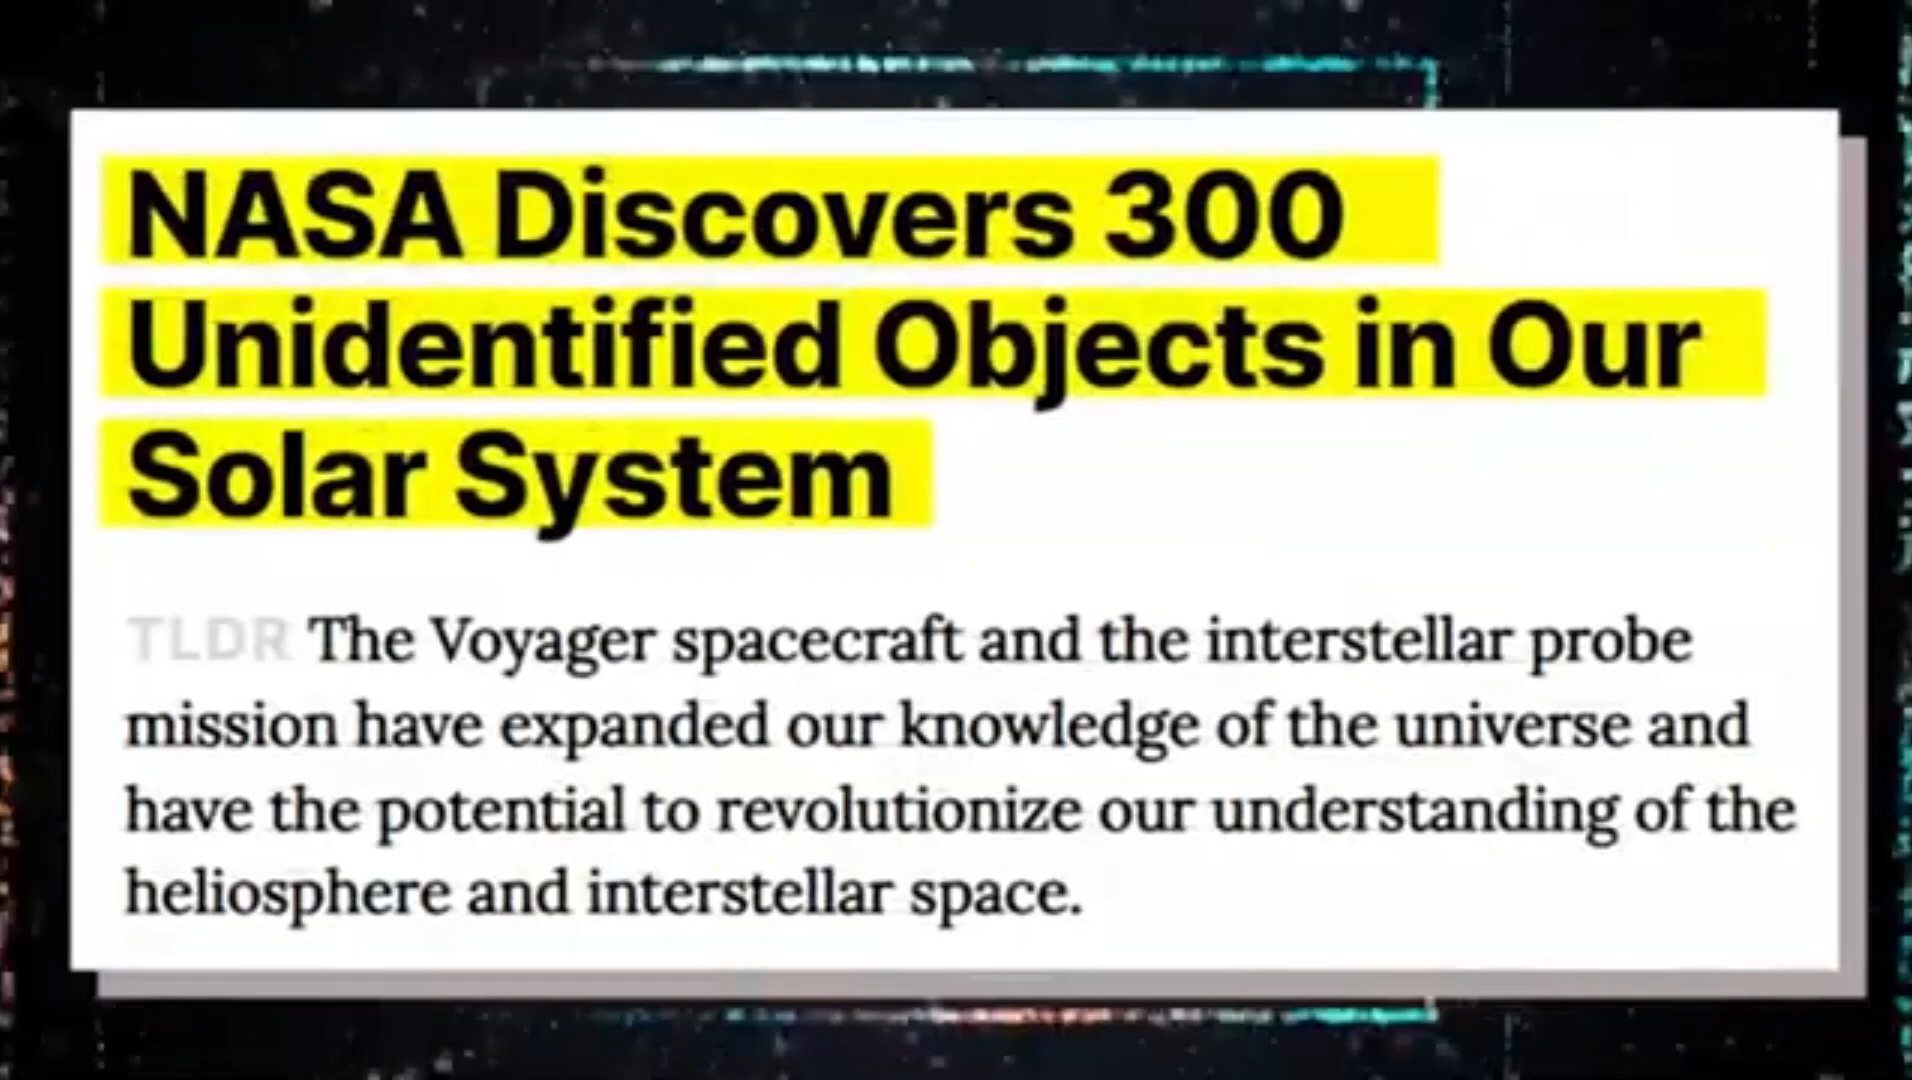 NASA Discovers 300
Unidentified Objects in Our
Solar System
TLDR The Voyager spacecraft and the interstellar probe
mission have expanded our knowledge of the universe and
have the potential to revolutionize our understanding of the
heliosphere and interstellar space.